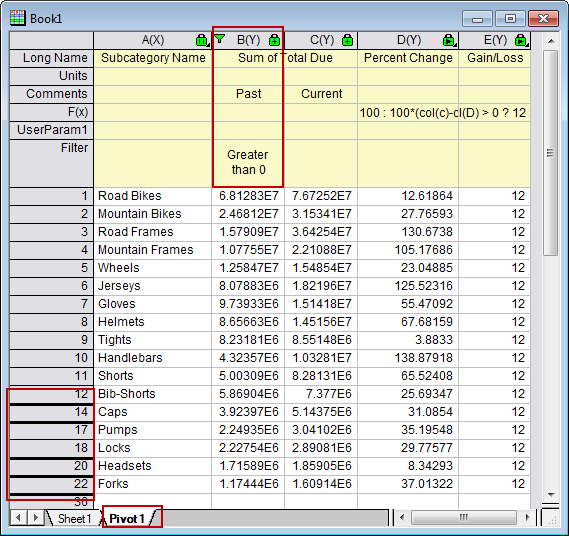 Book1
A(X) B(Y) C(Y) D(Y) E(Y)
Long Name Subcategory Name Sum of Total Due Percent Change Gain/Loss
Units
Comments Past Current
F(x) 100 : 100*(col(c)-cl(D) > 0 ? 12
UserParam1
Filter Greater
than 0
1 Road Bikes 6.81283E7 7.67252E7 12.61864 12
2 Mountain Bikes 2.46812E7 3.15341E7 27.76593 12
3 Road Frames 1.57909E7 3.64254E7 130.6738 12
4 Mountain Frames 1.07755E7 2.21088E7 105.17686 12
5 Wheels 1.25847E7 1.54854E7 23.04885 12
6 Jerseys 8.07883E6 1.82196E7 125.52316 12
7 Gloves 9.73933E6 1.51418E7 55.47092 12
8 Helmets 8.65663E6 1.45156E7 67.68159 12
9 Tights 8.23181E6 8.55148E6 3.8833 12
10 Handlebars 4.32357E6 1.03281E7 138.87918 12
11 Shorts 5.00309E6 8.28131E6 65.52408 12
12 Bib-Shorts 5.86904E6 7.377E6 25.69347 12
14 Caps 3.92397E6 5.14375E6 31.0854 12
17 Pumps 2.24935E6 3.04102E6 35.19548 12
18 Locks 2.22754E6 2.89081E6 29.77577 12
20 Headsets 1.71589E6 1.85905E6 8.34293 12
22 Forks 1.17444E6 1.60914E6 37.01322 12
Sheet1 Pivot1